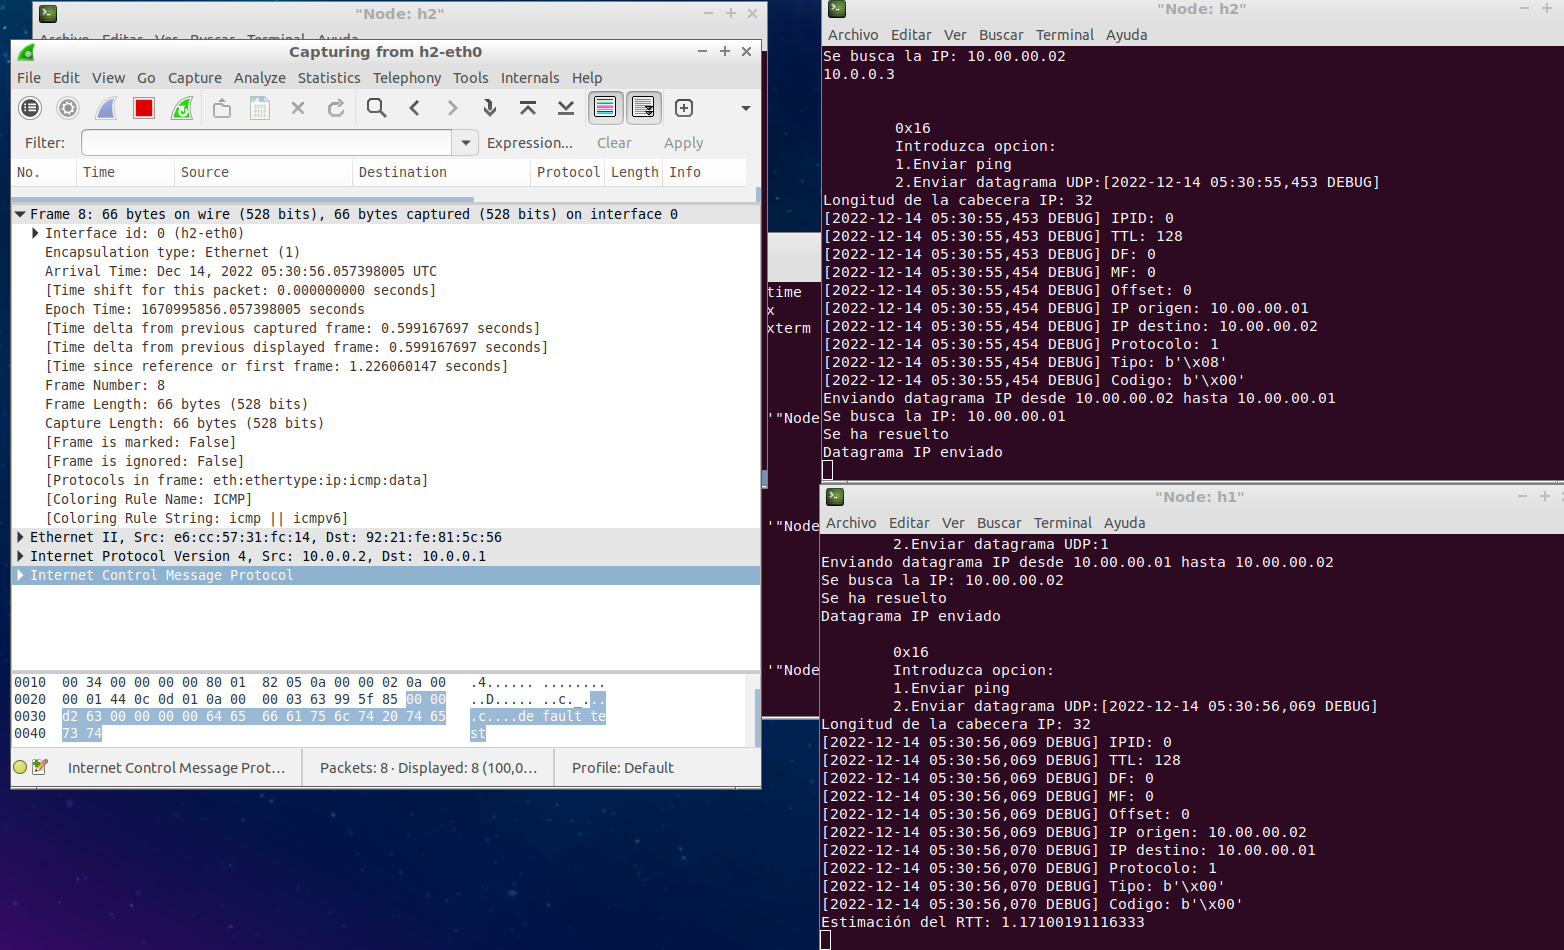 "Node: h2"
Archivo Editar Ver Buscar Terminal Ayuda
Capturing from h2-eth0
File Edit View Go Capture Analyze Statistics Telephony Tools Internals Help
Filter: Expression... Clear Apply
No. Time Source Destination Protocol Length Info
Frame 8: 66 bytes on wire (528 bits), 66 bytes captured (528 bits) on interface 0
Interface id: 0 (h2-eth0)
Encapsulation type: Ethernet (1)
Arrival Time: Dec 14, 2022 05:30:56.057398005 UTC
[Time shift for this packet: 0.000000000 seconds]
Epoch Time: 1670995856.057398005 seconds
[Time delta from previous captured frame: 0.599167697 seconds]
[Time delta from previous displayed frame: 0.599167697 seconds]
[Time since reference or first frame: 1.226060147 seconds]
Frame Number: 8
Frame Length: 66 bytes (528 bits)
Capture Length: 66 bytes (528 bits)
[Frame is marked: False]
[Frame is ignored: False]
[Protocols in frame: eth:ethertype:ip:icmp:data]
[Coloring Rule Name: ICMP]
[Coloring Rule String: icmp || icmpv6]
Ethernet II, Src: e6:cc:57:31:fc:14, Dst: 92:21:fe:81:5c:56
Internet Protocol Version 4, Src: 10.0.0.2, Dst: 10.0.0.1
Internet Control Message Protocol
0010 00 34 00 00 00 00 80 01 82 05 0a 00 00 02 0a 00 .4...... ........
0020 00 01 44 0c 0d 01 0a 00 00 03 63 99 5f 85 00 00 ..D..... ..c._...
0030 d2 63 00 00 00 00 64 65 66 61 75 6c 74 20 74 65 .c....de fault te
0040 73 74 st
Internet Control Message Prot... Packets: 8 · Displayed: 8 (100,0... Profile: Default
time
x
xterm
'"Node
'"Node
'"Node
"Node: h2"
Archivo Editar Ver Buscar Terminal Ayuda
Se busca la IP: 10.00.00.02
10.0.0.3
0x16
Introduzca opcion:
1.Enviar ping
2.Enviar datagrama UDP:[2022-12-14 05:30:55,453 DEBUG]
Longitud de la cabecera IP: 32
[2022-12-14 05:30:55,453 DEBUG] IPID: 0
[2022-12-14 05:30:55,453 DEBUG] TTL: 128
[2022-12-14 05:30:55,453 DEBUG] DF: 0
[2022-12-14 05:30:55,454 DEBUG] MF: 0
[2022-12-14 05:30:55,454 DEBUG] Offset: 0
[2022-12-14 05:30:55,454 DEBUG] IP origen: 10.00.00.01
[2022-12-14 05:30:55,454 DEBUG] IP destino: 10.00.00.02
[2022-12-14 05:30:55,454 DEBUG] Protocolo: 1
[2022-12-14 05:30:55,454 DEBUG] Tipo: b'\x08'
[2022-12-14 05:30:55,454 DEBUG] Codigo: b'\x00'
Enviando datagrama IP desde 10.00.00.02 hasta 10.00.00.01
Se busca la IP: 10.00.00.01
Se ha resuelto
Datagrama IP enviado
"Node: h1"
Archivo Editar Ver Buscar Terminal Ayuda
2.Enviar datagrama UDP:1
Enviando datagrama IP desde 10.00.00.01 hasta 10.00.00.02
Se busca la IP: 10.00.00.02
Se ha resuelto
Datagrama IP enviado
0x16
Introduzca opcion:
1.Enviar ping
2.Enviar datagrama UDP:[2022-12-14 05:30:56,069 DEBUG]
Longitud de la cabecera IP: 32
[2022-12-14 05:30:56,069 DEBUG] IPID: 0
[2022-12-14 05:30:56,069 DEBUG] TTL: 128
[2022-12-14 05:30:56,069 DEBUG] DF: 0
[2022-12-14 05:30:56,069 DEBUG] MF: 0
[2022-12-14 05:30:56,069 DEBUG] Offset: 0
[2022-12-14 05:30:56,069 DEBUG] IP origen: 10.00.00.02
[2022-12-14 05:30:56,070 DEBUG] IP destino: 10.00.00.01
[2022-12-14 05:30:56,070 DEBUG] Protocolo: 1
[2022-12-14 05:30:56,070 DEBUG] Tipo: b'\x00'
[2022-12-14 05:30:56,070 DEBUG] Codigo: b'\x00'
Estimación del RTT: 1.17100191116333